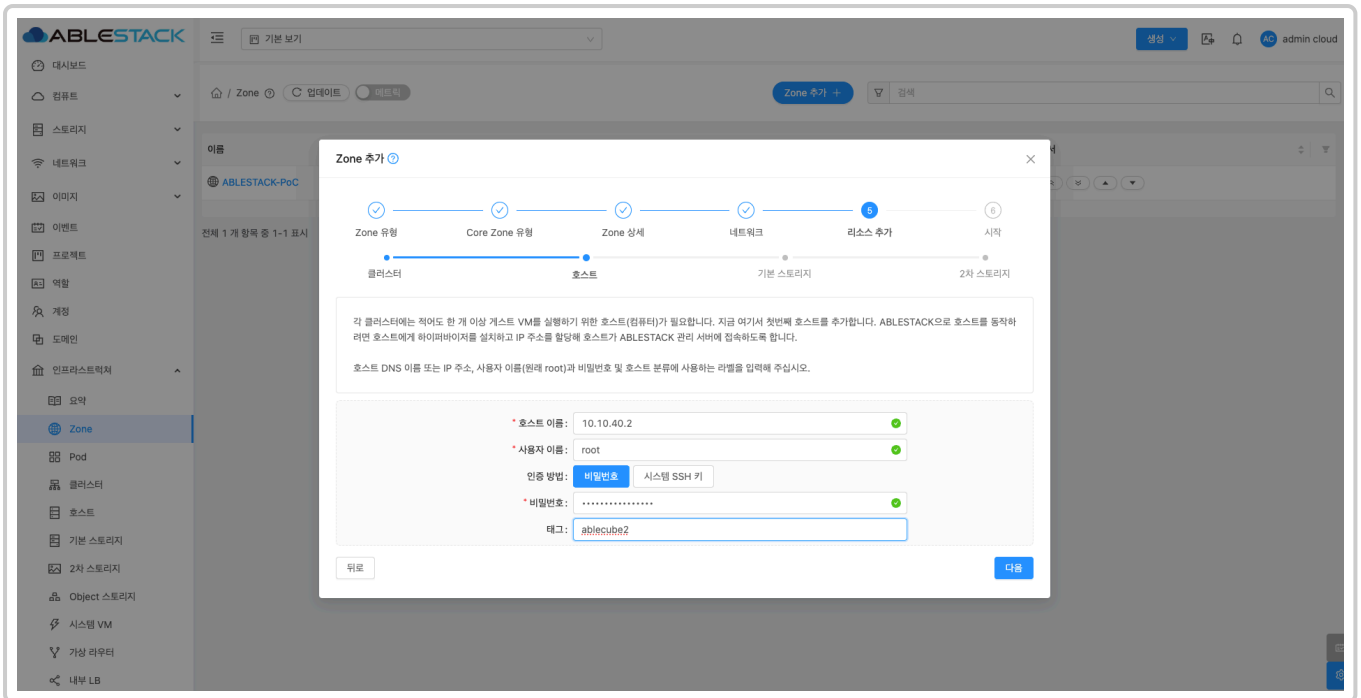 ABLESTACK
기본 보기
생성
AC admin cloud
대시보드
컴퓨트
스토리지
네트워크
이미지
이벤트
프로젝트
역할
계정
도메인
인프라스트럭쳐
요약
Zone
Pod
클러스터
호스트
기본 스토리지
2차 스토리지
Object 스토리지
시스템 VM
가상 라우터
내부 LB
/ Zone 업데이트 메트릭
Zone 추가 +
검색
이름
ABLESTACK-PoC
전체 1 개 항목 중 1-1 표시
Zone 추가
Zone 유형
Core Zone 유형
Zone 상세
네트워크
5
리소스 추가
6
시작
클러스터
호스트
기본 스토리지
2차 스토리지
각 클러스터에는 적어도 한 개 이상 게스트 VM를 실행하기 위한 호스트(컴퓨터)가 필요합니다. 지금 여기서 첫번째 호스트를 추가합니다. ABLESTACK으로 호스트를 동작하
려면 호스트에게 하이퍼바이저를 설치하고 IP 주소를 할당해 호스트가 ABLESTACK 관리 서버에 접속하도록 합니다.
호스트 DNS 이름 또는 IP 주소, 사용자 이름(원래 root)과 비밀번호 및 호스트 분류에 사용하는 라벨을 입력해 주십시오.
* 호스트 이름: 10.10.40.2
* 사용자 이름: root
인증 방법: 비밀번호 시스템 SSH 키
* 비밀번호: ················
태그: ablecube2
뒤로
다음